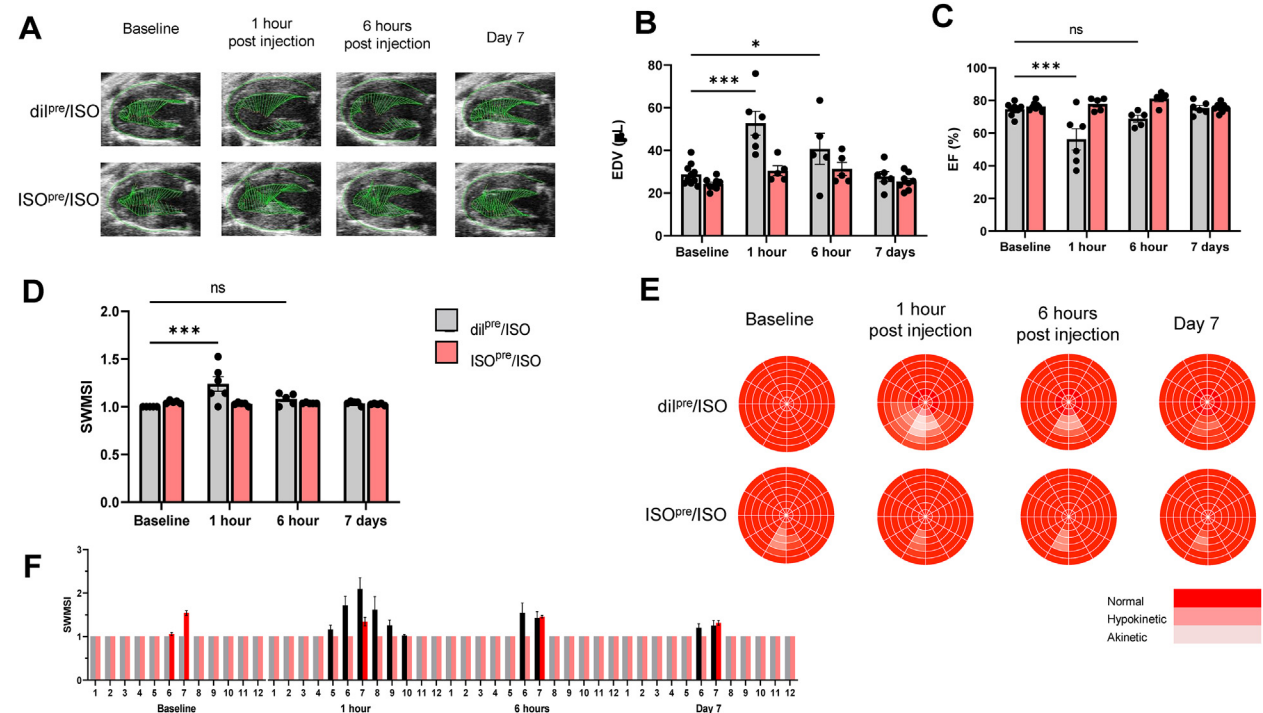 A
Baseline
1 hour
post injection
6 hours
post injection
Day 7
dilpre/ISO
ISOpre/ISO
B
*
***
EDV (µL)
80
60
40
20
0
Baseline
1 hour
6 hour
7 days
C
ns
***
EF (%)
100
80
60
40
20
0
Baseline
1 hour
6 hour
7 days
D
ns
***
SWMSI
2.0
1.5
1.0
0.5
0.0
Baseline
1 hour
6 hour
7 days
dilpre/ISO
ISOpre/ISO
E
Baseline
1 hour
post injection
6 hours
post injection
Day 7
dilpre/ISO
ISOpre/ISO
Normal
Hypokinetic
Akinetic
F
SWMSI
3
2
1
0
1 2 3 4 5 6 7 8 9 10 11 12 1 2 3 4 5 6 7 8 9 10 11 12 1 2 3 4 5 6 7 8 9 10 11 12 1 2 3 4 5 6 7 8 9 10 11 12
Baseline
1 hour
6 hours
Day 7